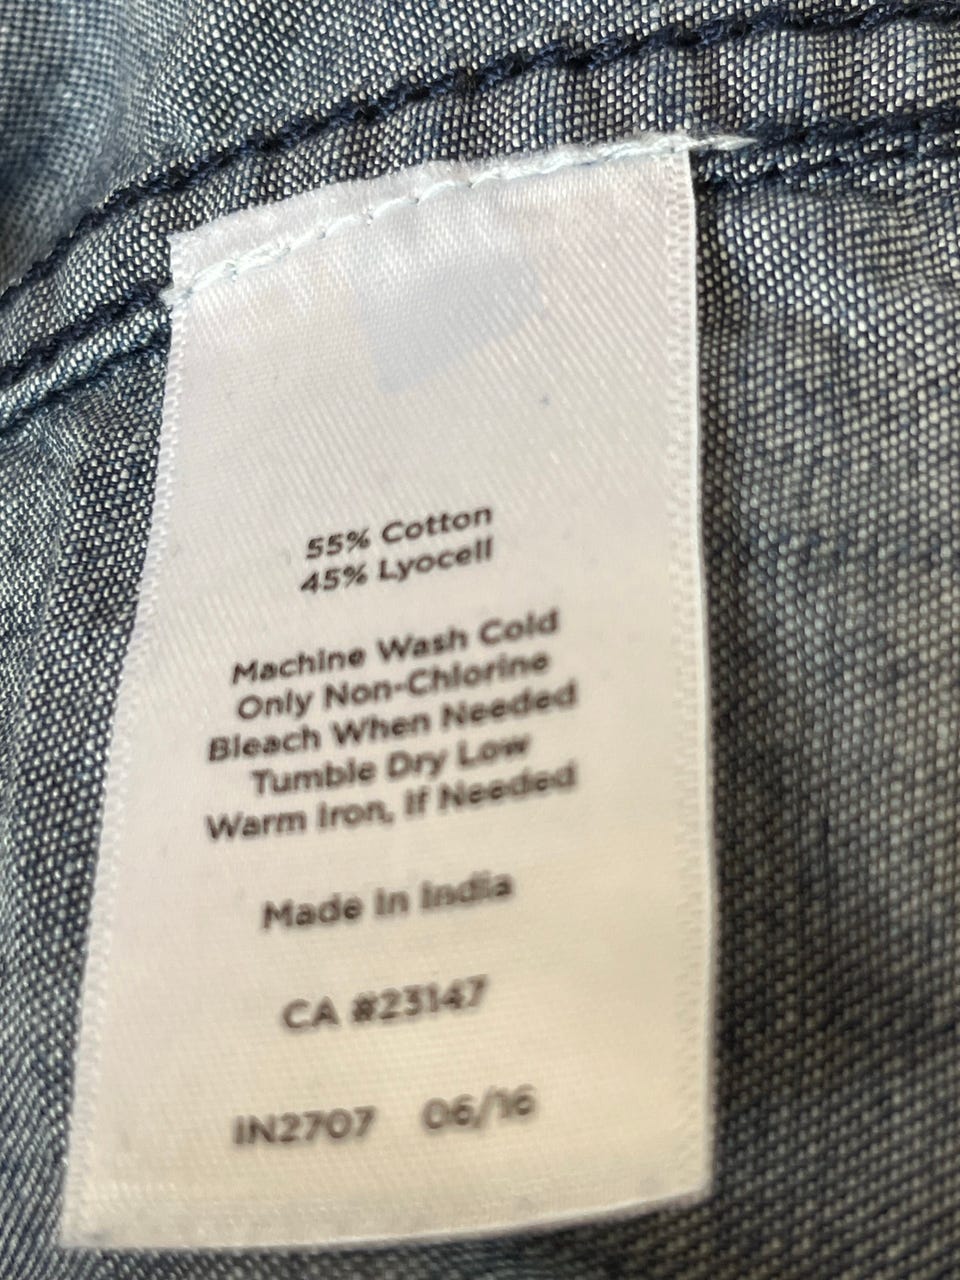 55% Cotton
45% Lyocell
Machine Wash Cold
Only Non-Chlorine
Bleach When Needed
Tumble Dry Low
Warm Iron, If Needed
Made In India
CA #23147
IN2707 06/16